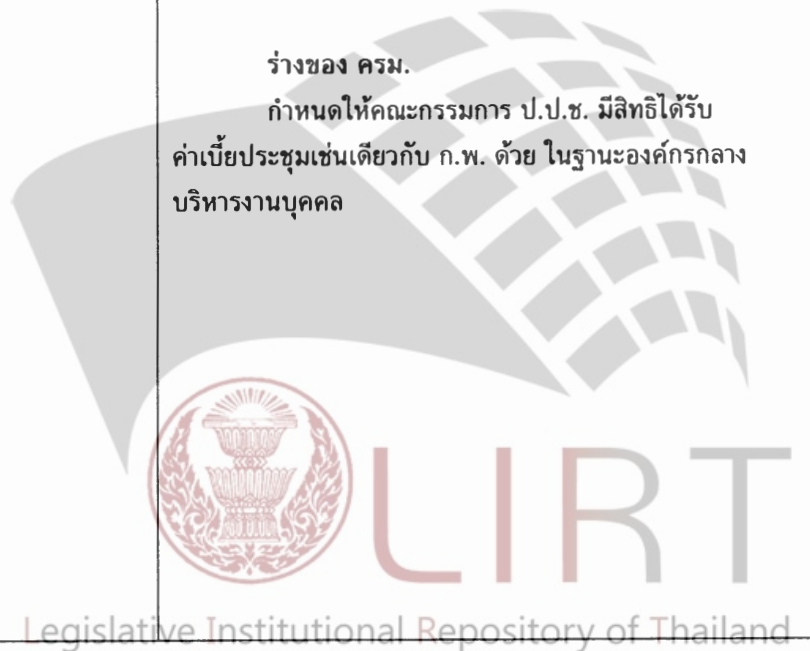 ร่างของ ครม.
กำหนดให้คณะกรรมการ ป.ป.ช. มีสิทธิได้รับ
ค่าเบี้ยประชุมเช่นเดียวกับ ก.พ. ด้วย ในฐานะองค์กรกลาง
บริหารงานบุคคล
LIRT
Legislative Institutional Repository of Thailand